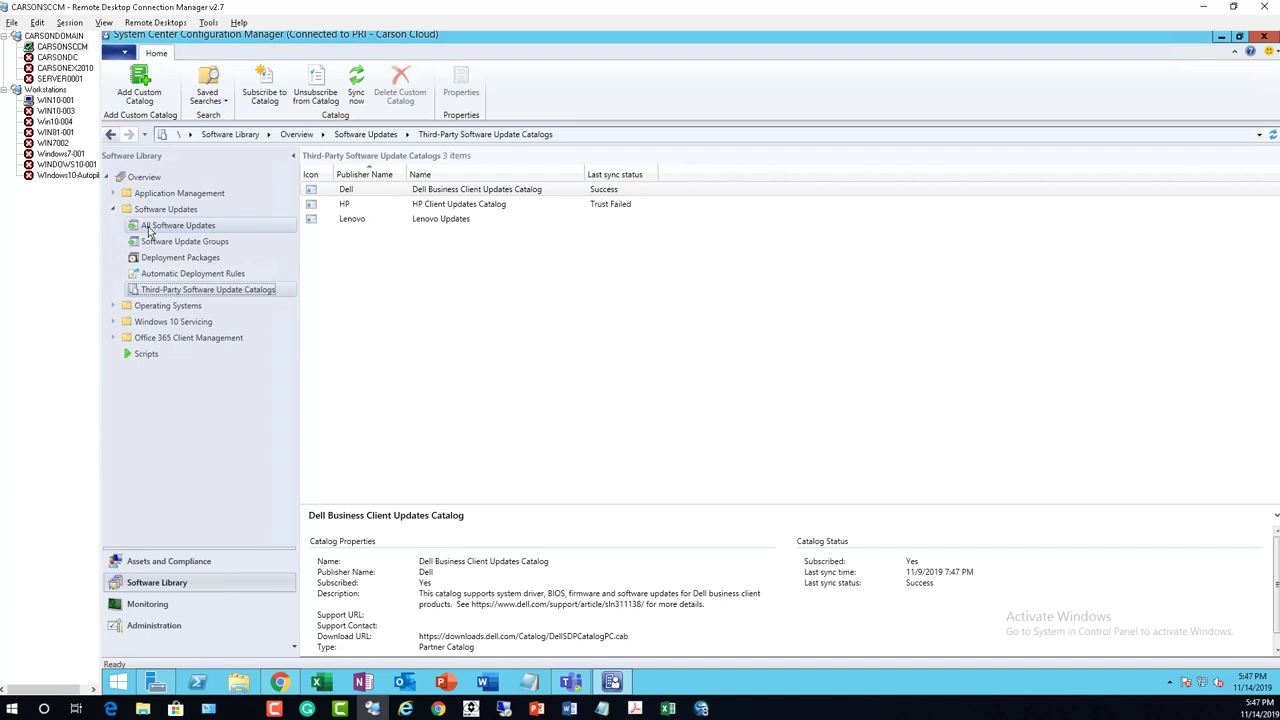 CARSONSCCM - Remote Desktop Connection Manager v2.7
File Edit Session View Remote Desktops Tools Help
CARSONDOMAIN
CARSONSCCM
CARSONDC
CARSONEX2010
SERVER0001
Workstations
WIN10-001
WIN10-003
Win10-004
WIN81-001
WIN7002
Windows7-001
WINDOWS10-001
WIndows10-Autopil
System Center Configuration Manager (Connected to PRI - Carson Cloud)
Home
Add Custom Catalog
Saved Searches
Subscribe to Catalog
Unsubscribe from Catalog
Sync now
Delete Custom Catalog
Properties
Add Custom Catalog Search Catalog Properties
\ Software Library Overview Software Updates Third-Party Software Update Catalogs
Software Library
Overview
Application Management
Software Updates
All Software Updates
Software Update Groups
Deployment Packages
Automatic Deployment Rules
Third-Party Software Update Catalogs
Operating Systems
Windows 10 Servicing
Office 365 Client Management
Scripts
Assets and Compliance
Software Library
Monitoring
Administration
Third-Party Software Update Catalogs 3 items
Icon Publisher Name Name Last sync status
Dell Dell Business Client Updates Catalog Success
HP HP Client Updates Catalog Trust Failed
Lenovo Lenovo Updates
Dell Business Client Updates Catalog
Catalog Properties
Name: Dell Business Client Updates Catalog
Publisher Name: Dell
Subscribed: Yes
Description: This catalog supports system driver, BIOS, firmware and software updates for Dell business client
products. See https://www.dell.com/support/article/sln311138/ for more details.
Support URL:
Support Contact:
Download URL: https://downloads.dell.com/Catalog/DellSDPCatalogPC.cab
Type: Partner Catalog
Catalog Status
Subscribed: Yes
Last sync time: 11/9/2019 7:47 PM
Last sync status: Success
Activate Windows
Go to System in Control Panel to activate Windows.
Ready
5:47 PM
11/14/2019
5:47 PM
11/14/2019